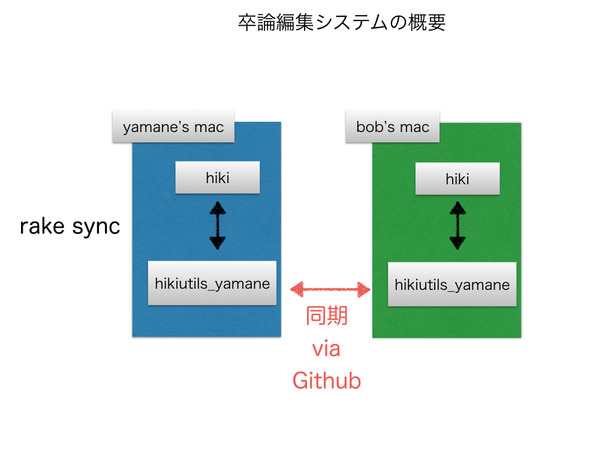 卒論編集システムの概要
yamane's mac
bob's mac
hiki
hiki
rake sync
hikiutils_yamane
hikiutils_yamane
同期
via
Github